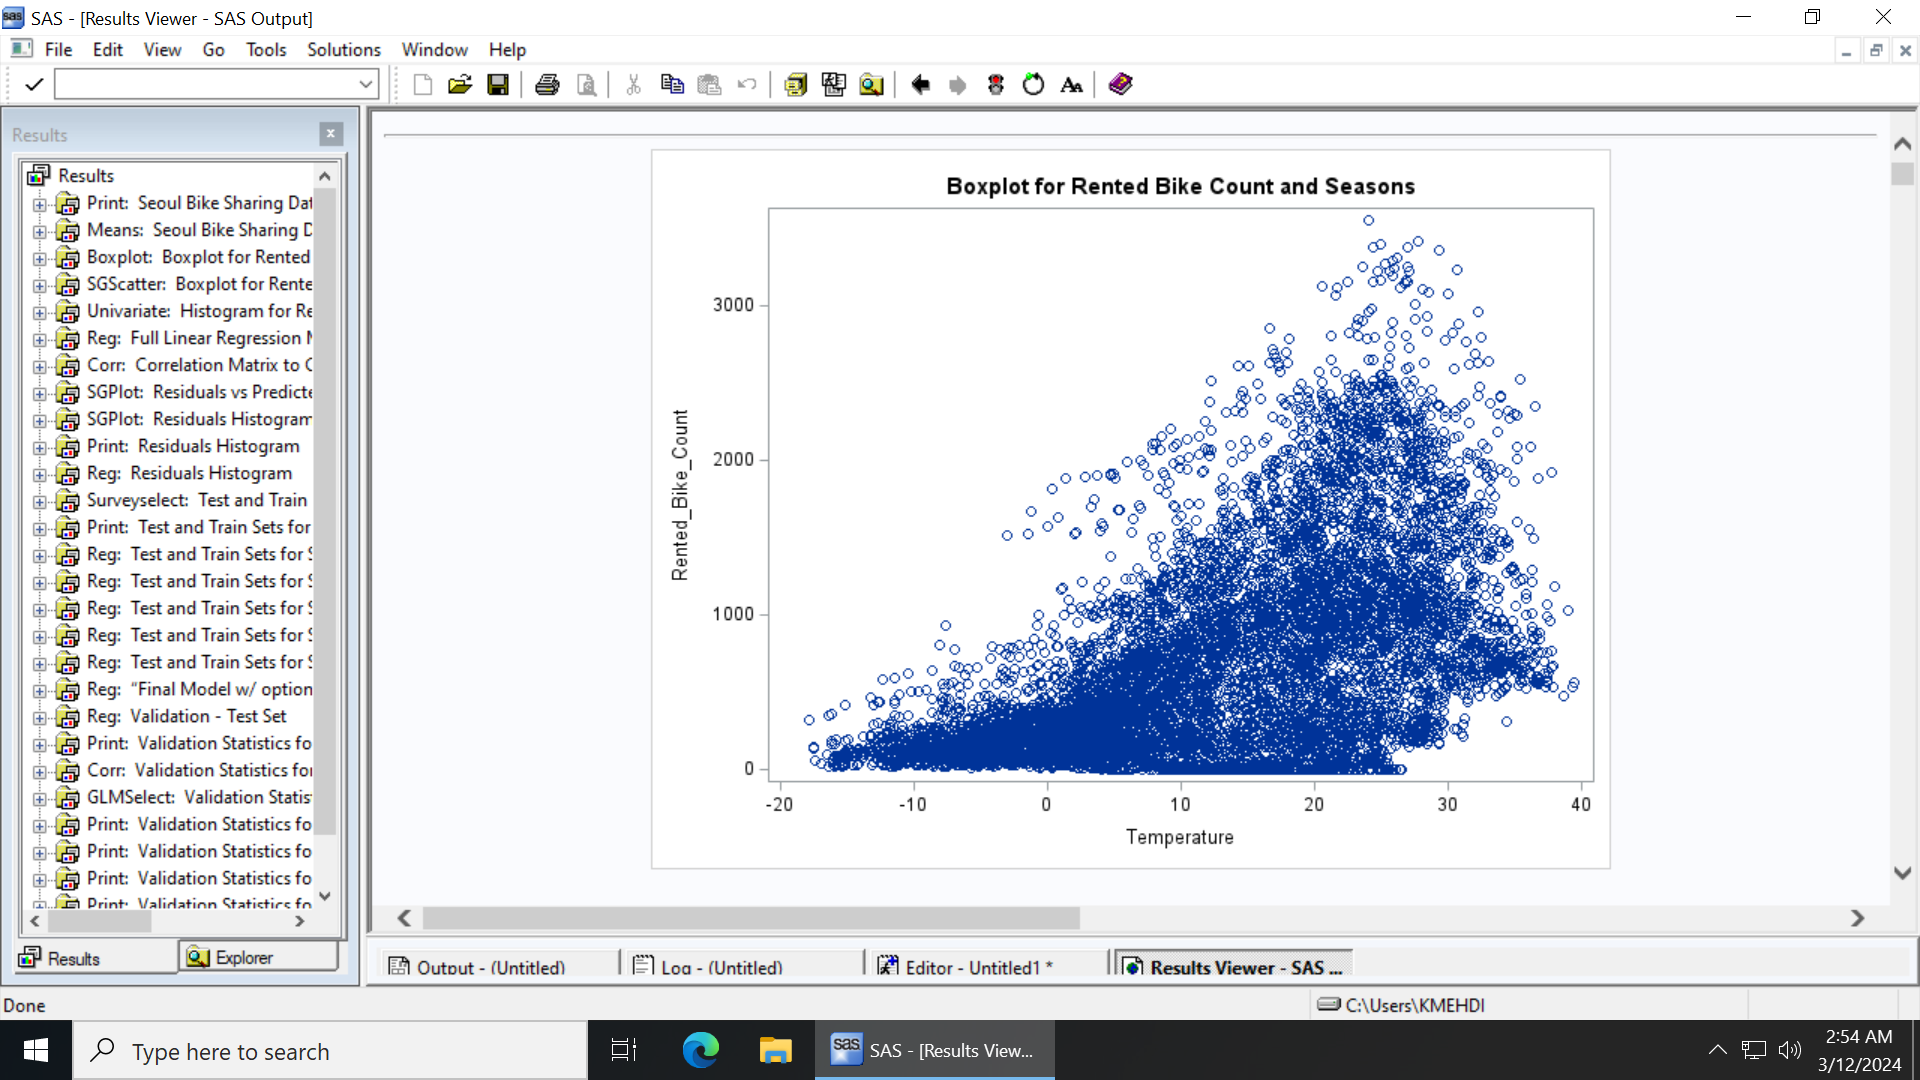 SAS - [Results Viewer - SAS Output]
File Edit View Go Tools Solutions Window Help
Results
Results
Print: Seoul Bike Sharing Dat
Means: Seoul Bike Sharing D
Boxplot: Boxplot for Rented
SGScatter: Boxplot for Rente
Univariate: Histogram for Re
Reg: Full Linear Regression M
Corr: Correlation Matrix to C
SGPlot: Residuals vs Predicte
SGPlot: Residuals Histogram
Print: Residuals Histogram
Reg: Residuals Histogram
Surveyselect: Test and Train
Print: Test and Train Sets for
Reg: Test and Train Sets for S
Reg: Test and Train Sets for S
Reg: Test and Train Sets for S
Reg: Test and Train Sets for S
Reg: Test and Train Sets for S
Reg: “Final Model w/ option
Reg: Validation - Test Set
Print: Validation Statistics fo
Corr: Validation Statistics for
GLMSelect: Validation Statis
Print: Validation Statistics fo
Print: Validation Statistics fo
Print: Validation Statistics fo
Print: Validation Statistics fo
Results Explorer
Boxplot for Rented Bike Count and Seasons
Rented_Bike_Count
3000
2000
1000
0
-20 -10 0 10 20 30 40
Temperature
Output - (Untitled) Log - (Untitled) Editor - Untitled1 * Results Viewer - SAS ...
Done C:\Users\KMEHDI
Type here to search
sas SAS - [Results View...
2:54 AM
3/12/2024